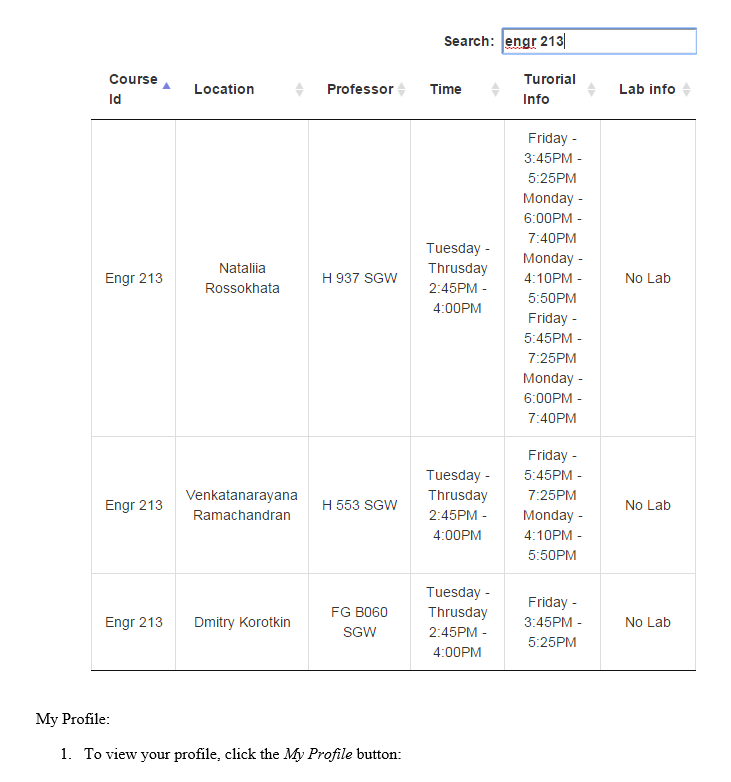 Search: engr 213
Course Id Location Professor Time Turorial Info Lab info
Engr 213
Nataliia
Rossokhata
H 937 SGW
Tuesday -
Thrusday
2:45PM -
4:00PM
Friday -
3:45PM -
5:25PM
Monday -
6:00PM -
7:40PM
Monday -
4:10PM -
5:50PM
Friday -
5:45PM -
7:25PM
Monday -
6:00PM -
7:40PM
No Lab
Engr 213
Venkatanarayana
Ramachandran
H 553 SGW
Tuesday -
Thrusday
2:45PM -
4:00PM
Friday -
5:45PM -
7:25PM
Monday -
4:10PM -
5:50PM
No Lab
Engr 213
Dmitry Korotkin
FG B060
SGW
Tuesday -
Thrusday
2:45PM -
4:00PM
Friday -
3:45PM -
5:25PM
No Lab
My Profile:
1. To view your profile, click the My Profile button: